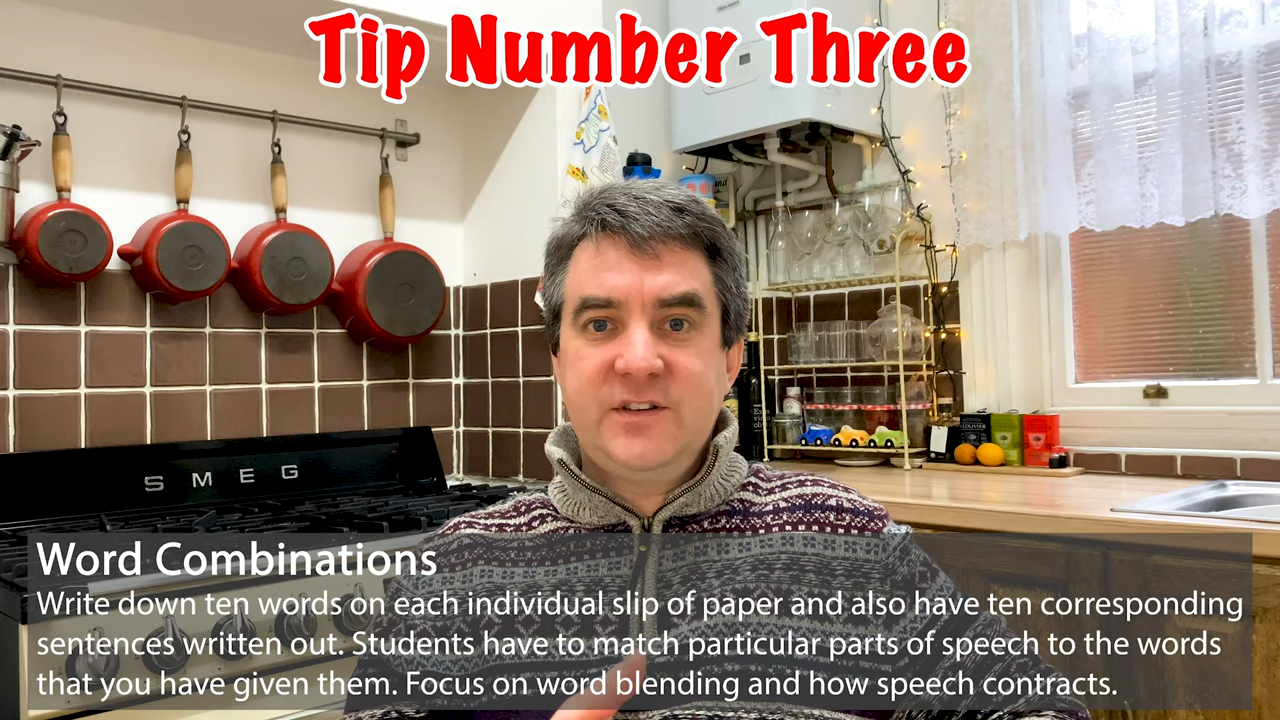 Tip Number Three
SMEG
Word Combinations
Write down ten words on each individual slip of paper and also have ten corresponding
sentences written out. Students have to match particular parts of speech to the words
that you have given them. Focus on word blending and how speech contracts.